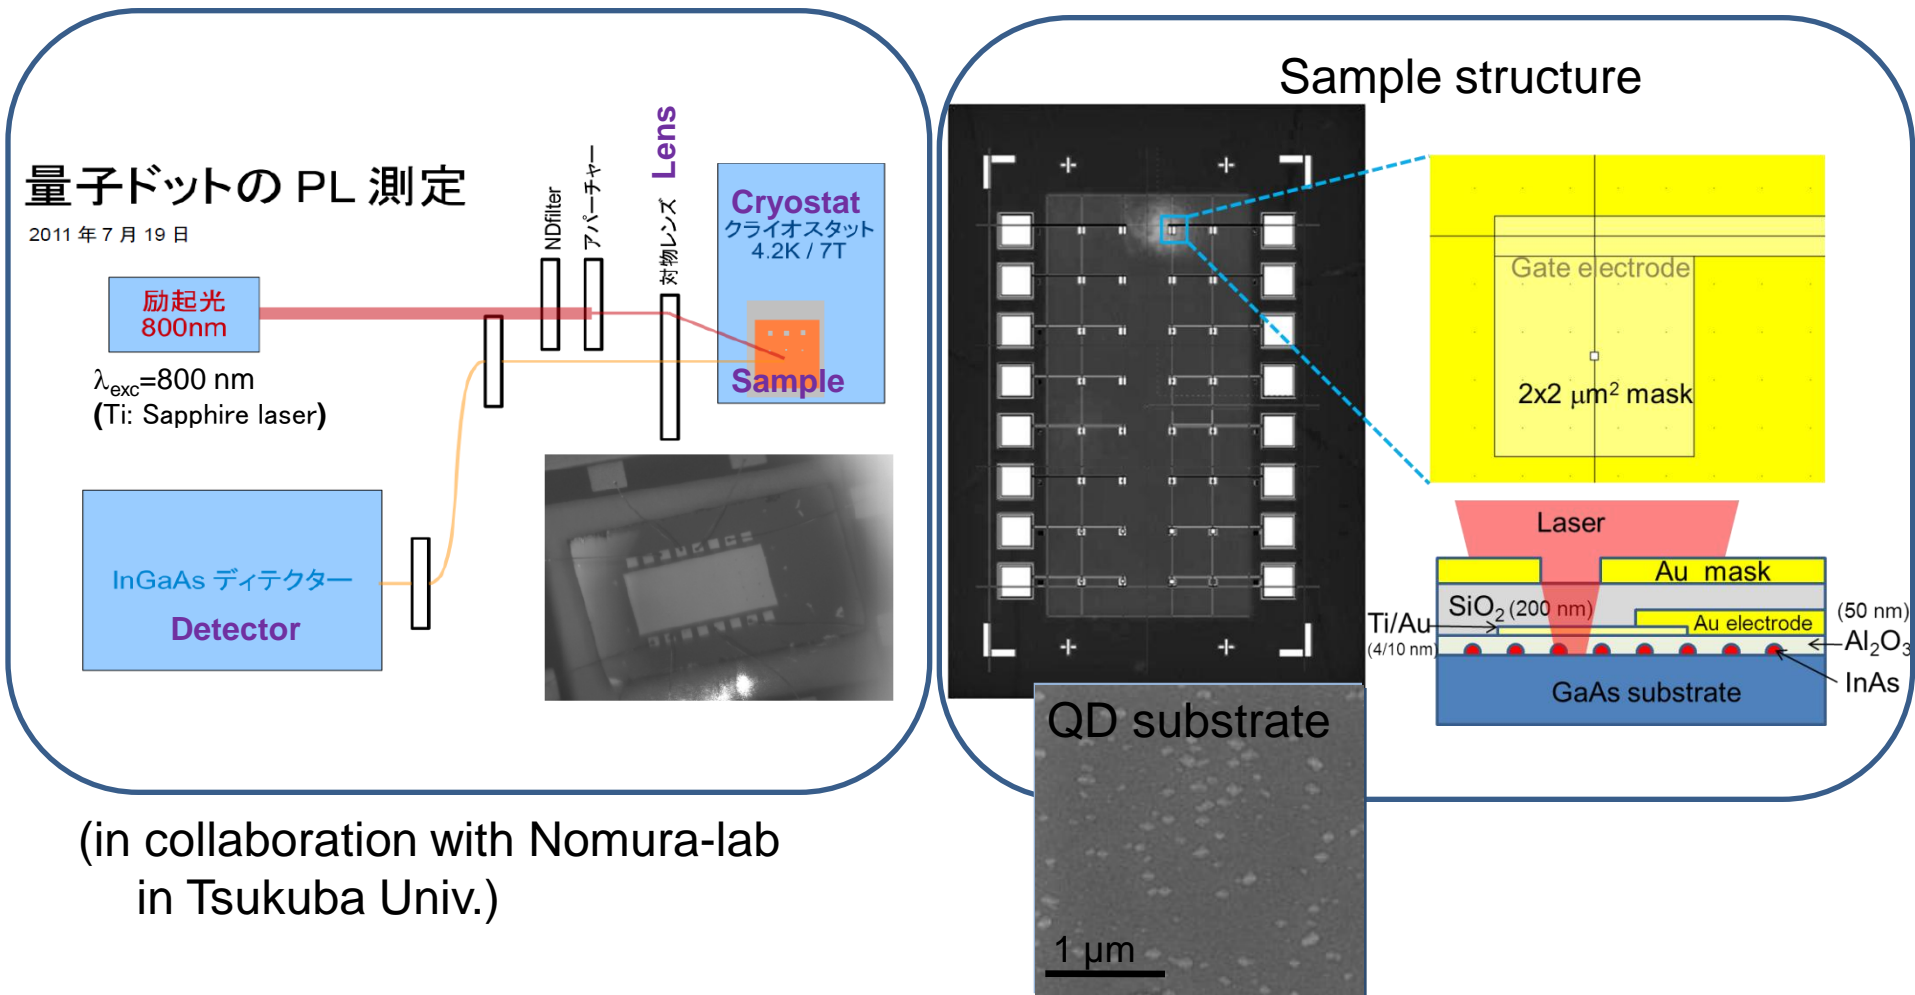 量子ドットの PL 測定
2011 年 7 月 19 日
励起光
800nm
λexc=800 nm
(Ti: Sapphire laser)
NDfilter
アパーチャー
対物レンズ
Lens
Cryostat
クライオスタット
4.2K / 7T
Sample
InGaAs ディテクター
Detector
(in collaboration with Nomura-lab
in Tsukuba Univ.)
Sample structure
Gate electrode
2x2 μm² mask
Laser
Au mask
SiO₂ (200 nm)
Au electrode
(50 nm)
Ti/Au
(4/10 nm)
Al₂O₃
InAs
GaAs substrate
QD substrate
1 μm